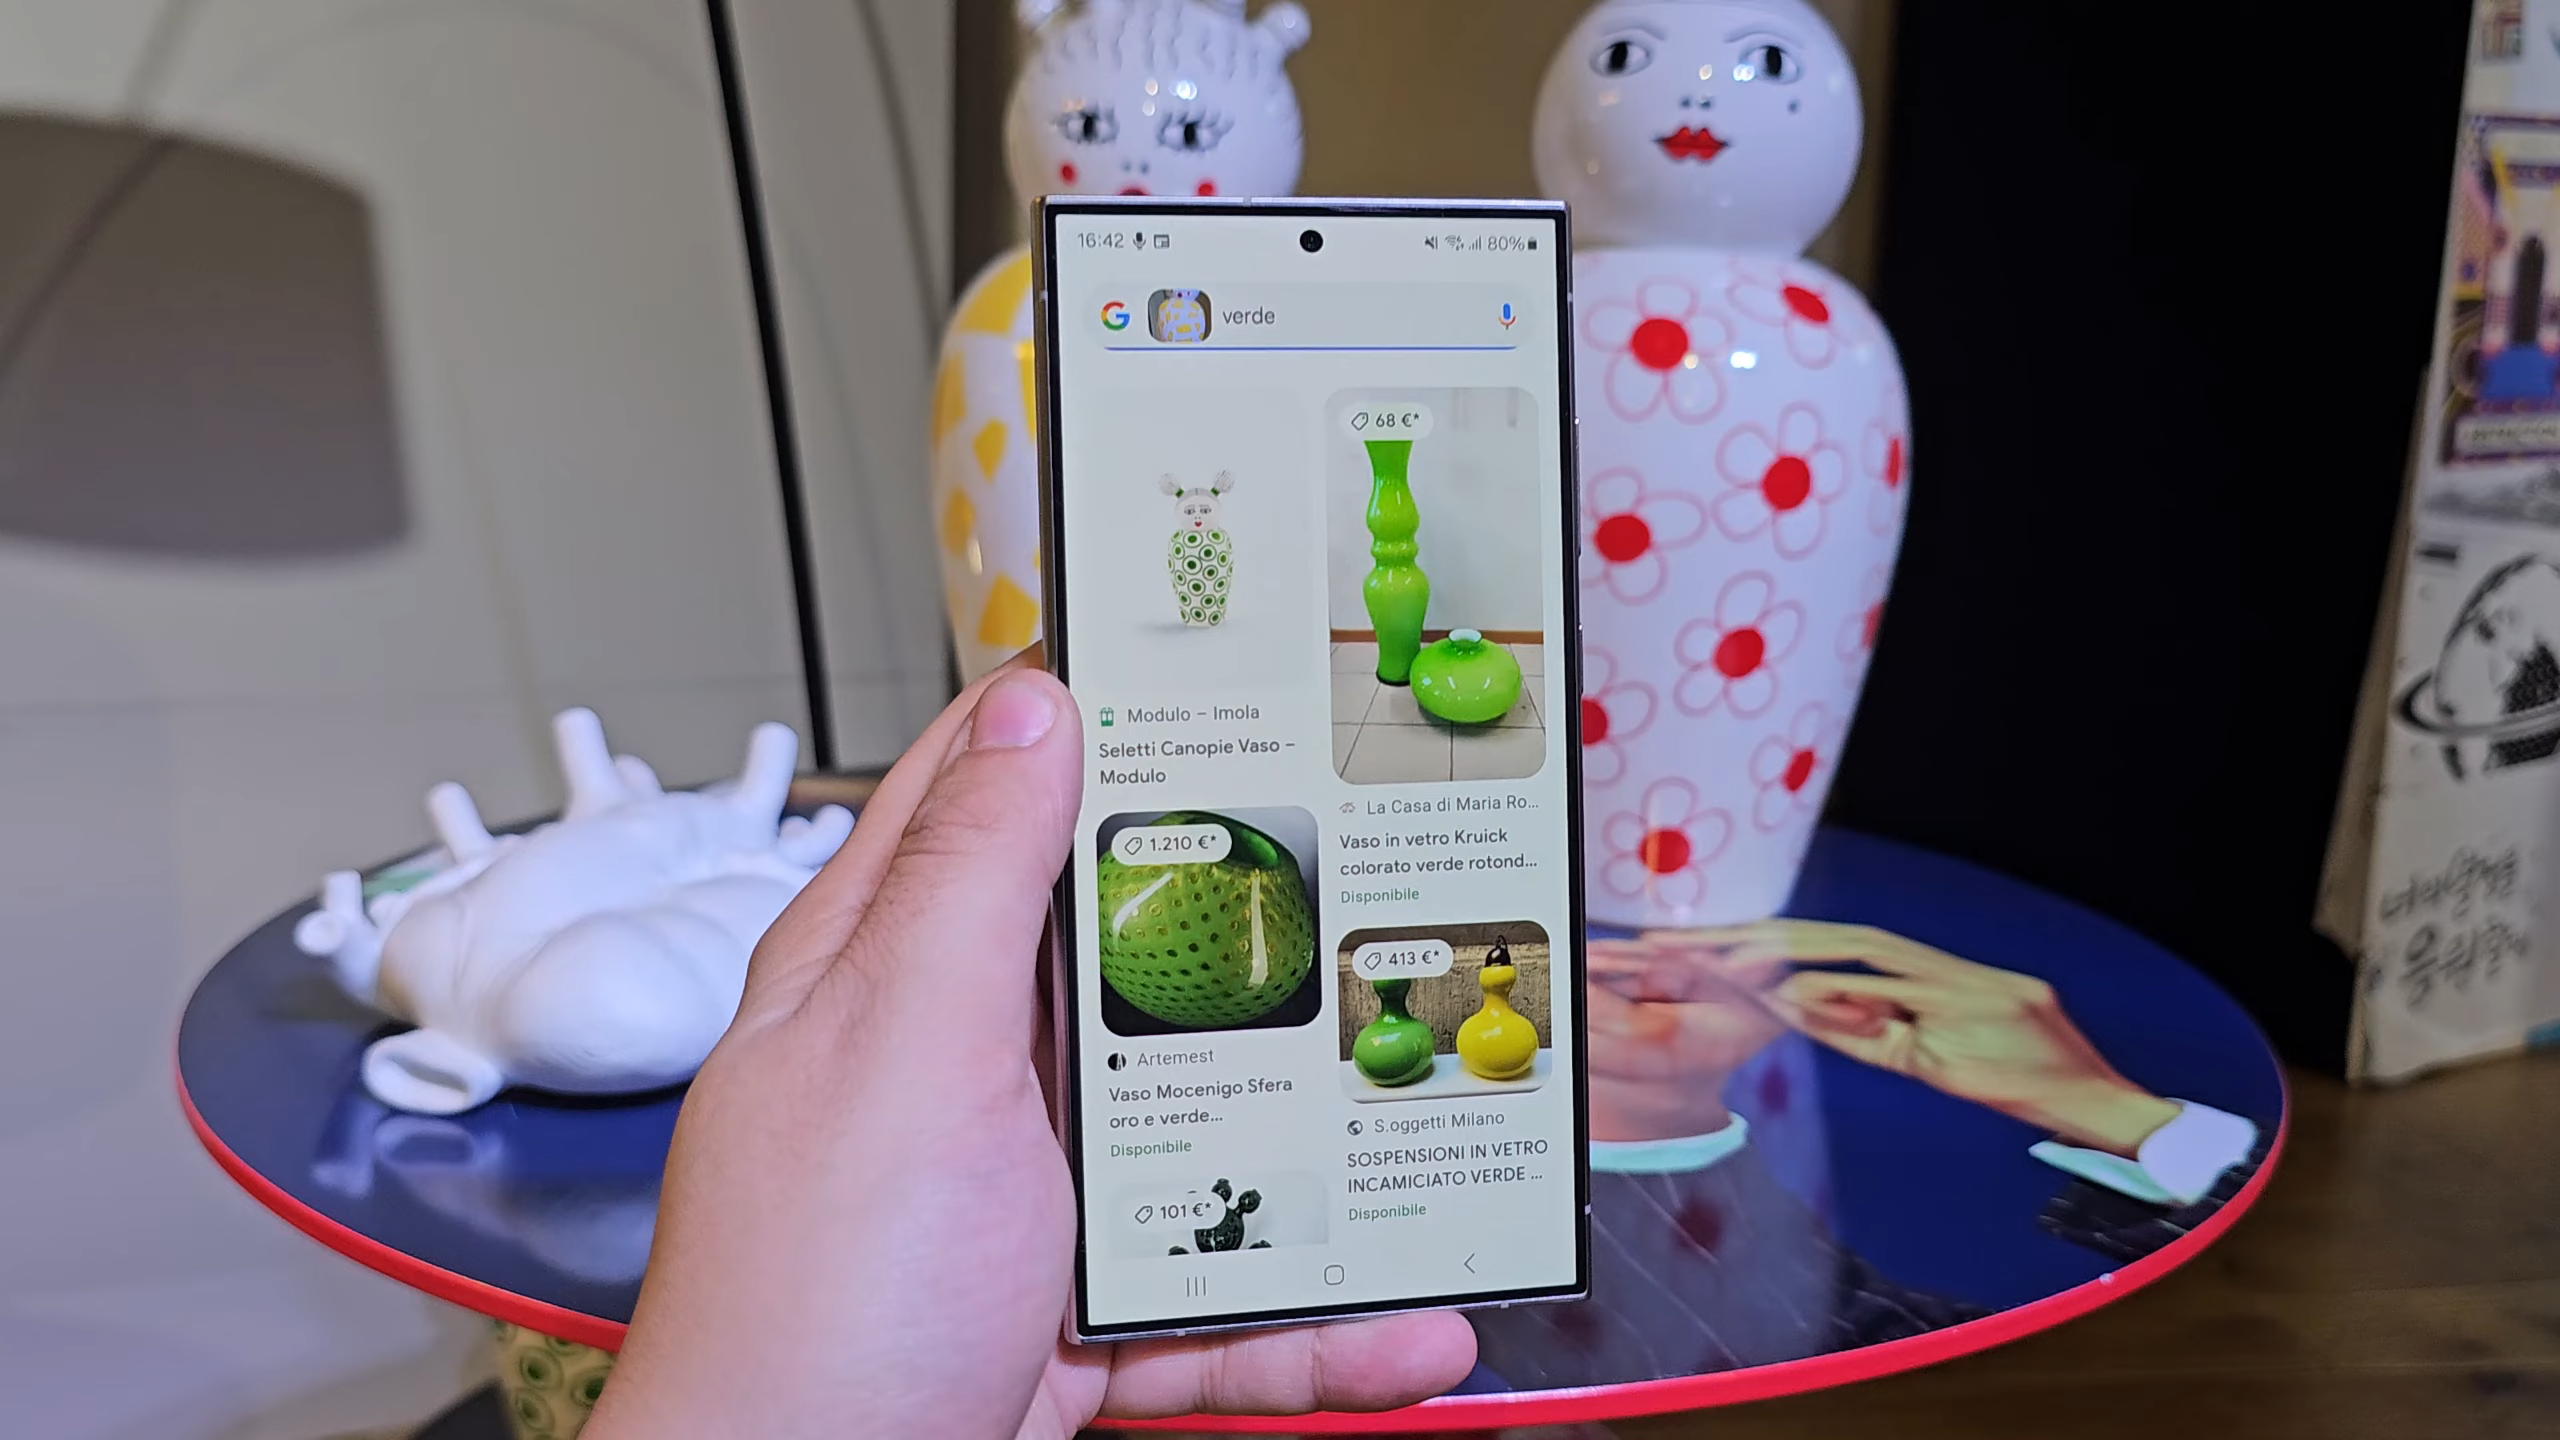 16:42
80%
verde
68 €*
Modulo – Imola
Seletti Canopie Vaso –
Modulo
La Casa di Maria Ro...
Vaso in vetro Kruick
colorato verde rotond...
Disponibile
1.210 €*
Artemest
Vaso Mocenigo Sfera
oro e verde...
Disponibile
413 €*
S.oggetti Milano
SOSPENSIONI IN VETRO
INCAMICIATO VERDE ...
Disponibile
101 €*